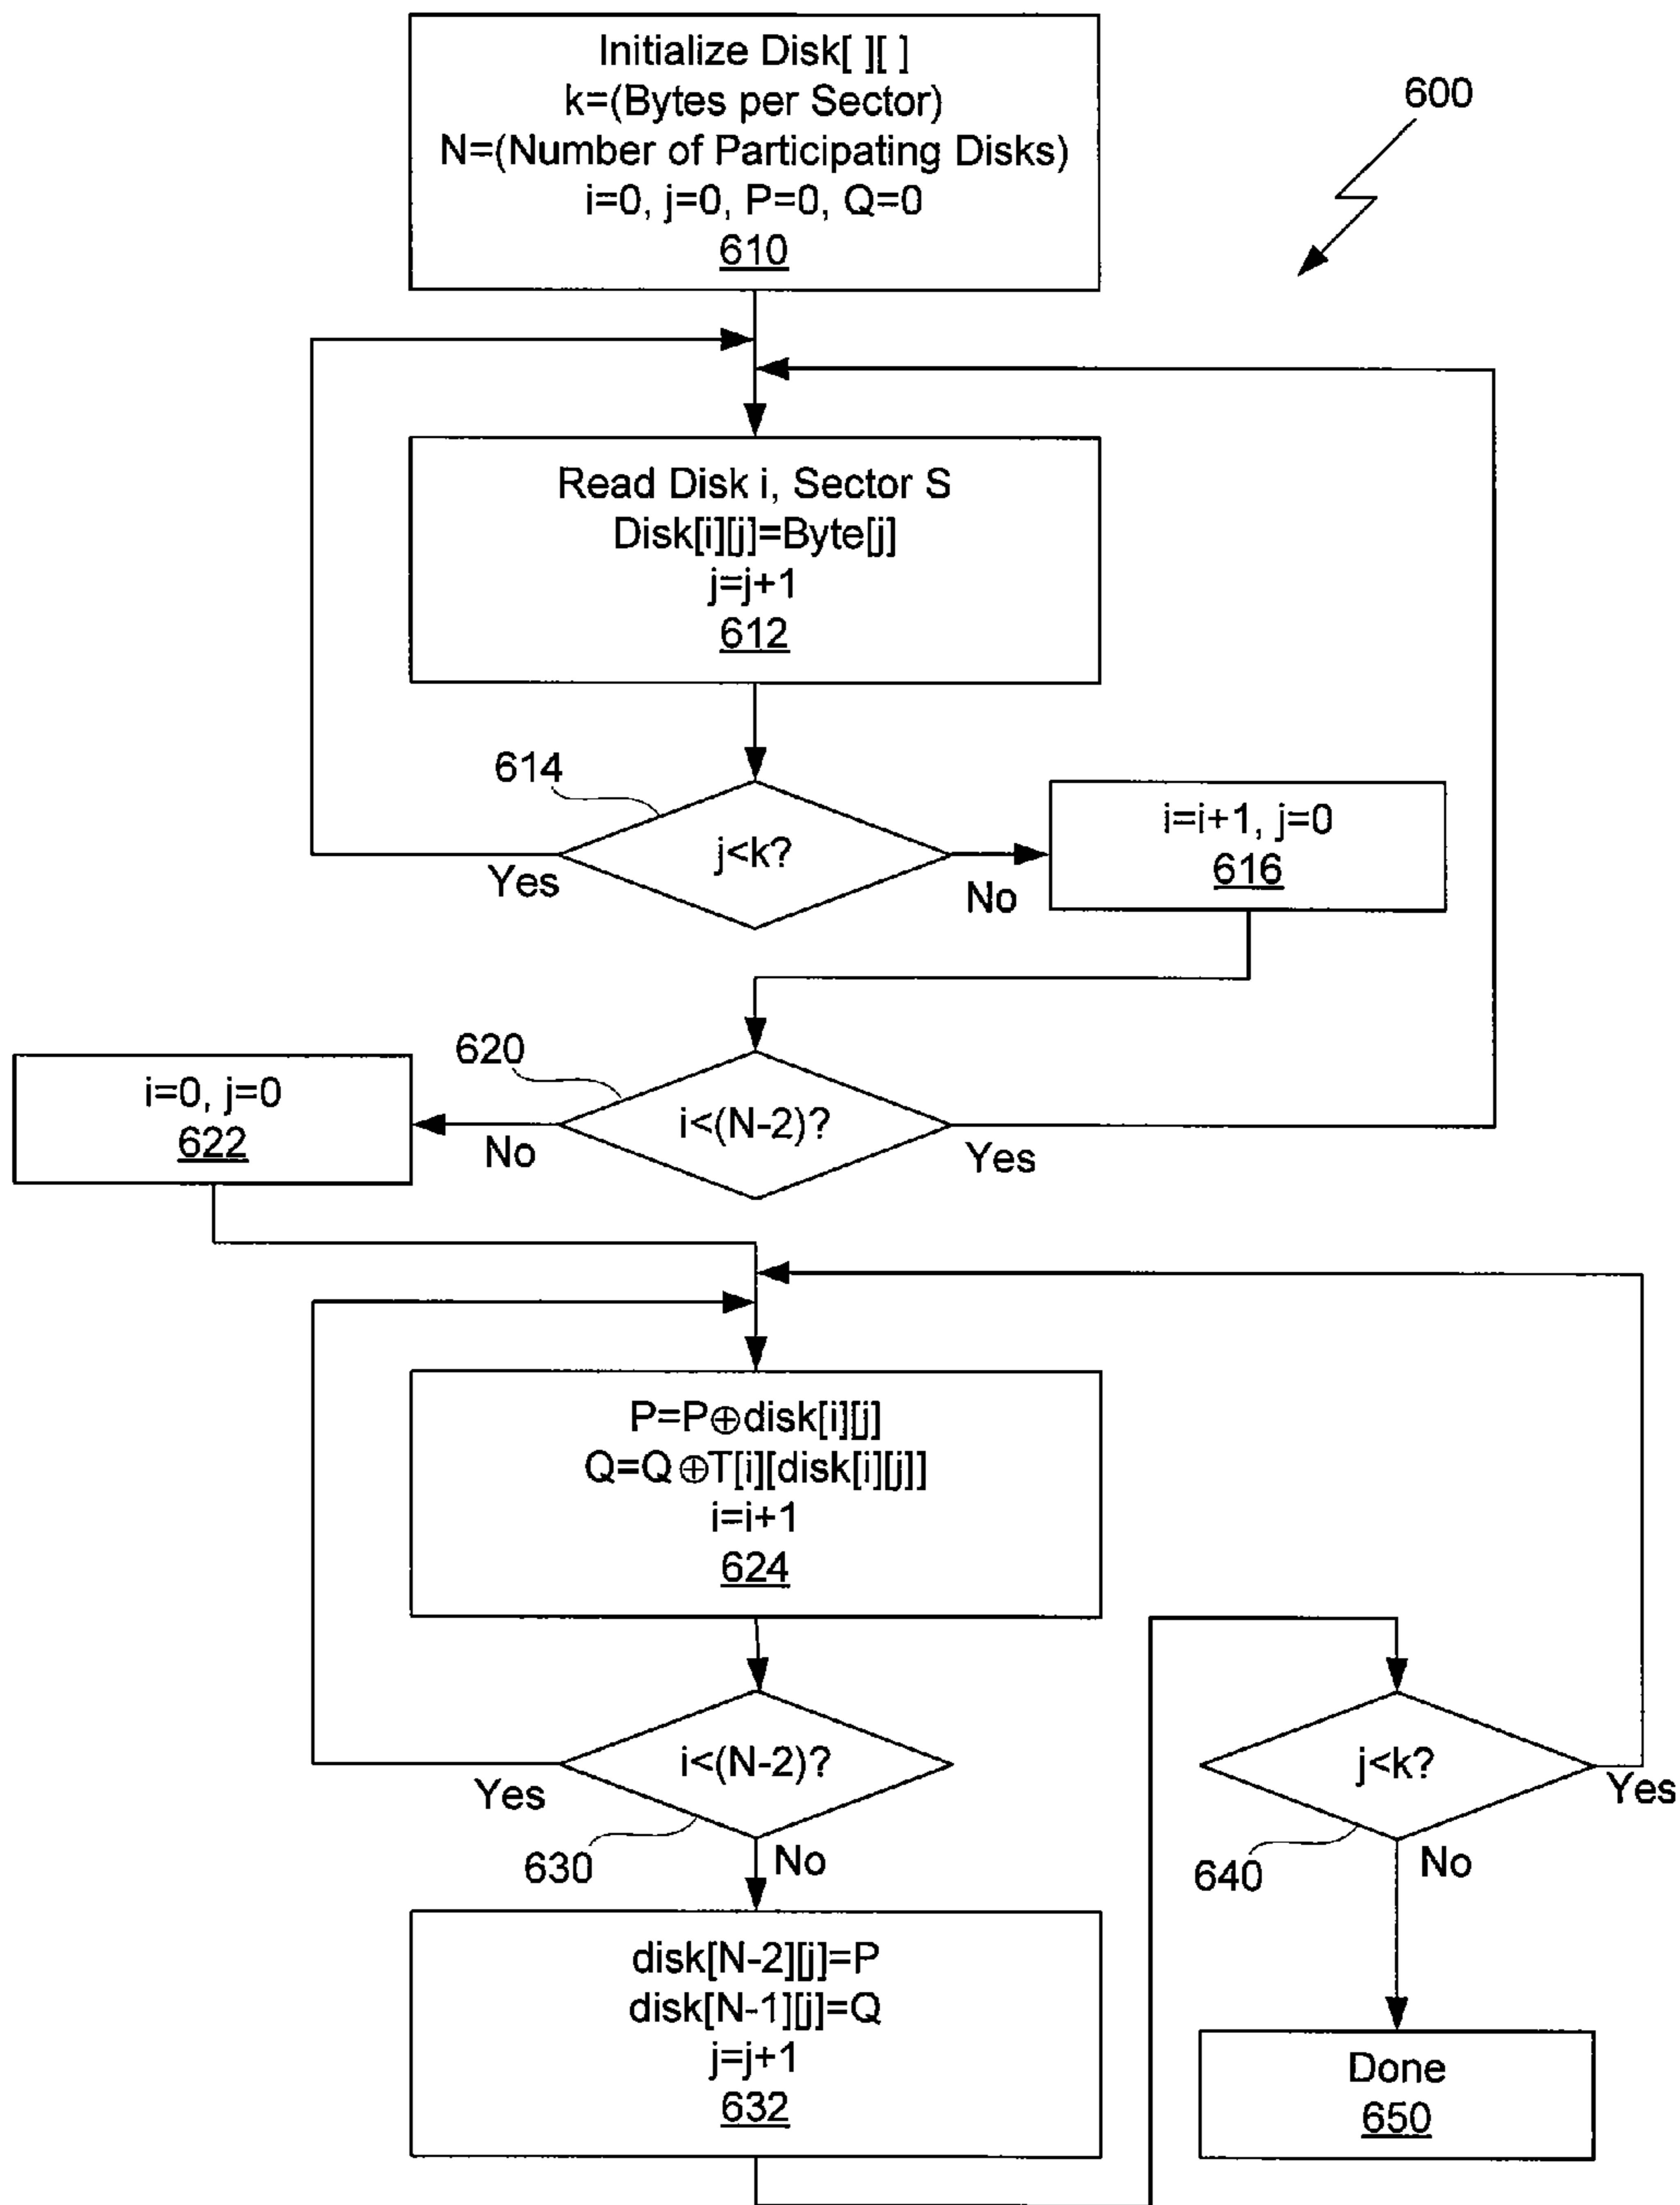 Initialize Disk[ ][ ]
k=(Bytes per Sector)
N=(Number of Participating Disks)
i=0, j=0, P=0, Q=0
610
600
Read Disk i, Sector S
Disk[i][j]=Byte[j]
j=j+1
612
614
j<k?
Yes
No
i=i+1, j=0
616
620
i<(N-2)?
No
Yes
i=0, j=0
622
P=P⊕disk[i][j]
Q=Q⊕T[i][disk[i][j]]
i=i+1
624
i<(N-2)?
Yes
630
No
j<k?
Yes
640
No
disk[N-2][j]=P
disk[N-1][j]=Q
j=j+1
632
Done
650